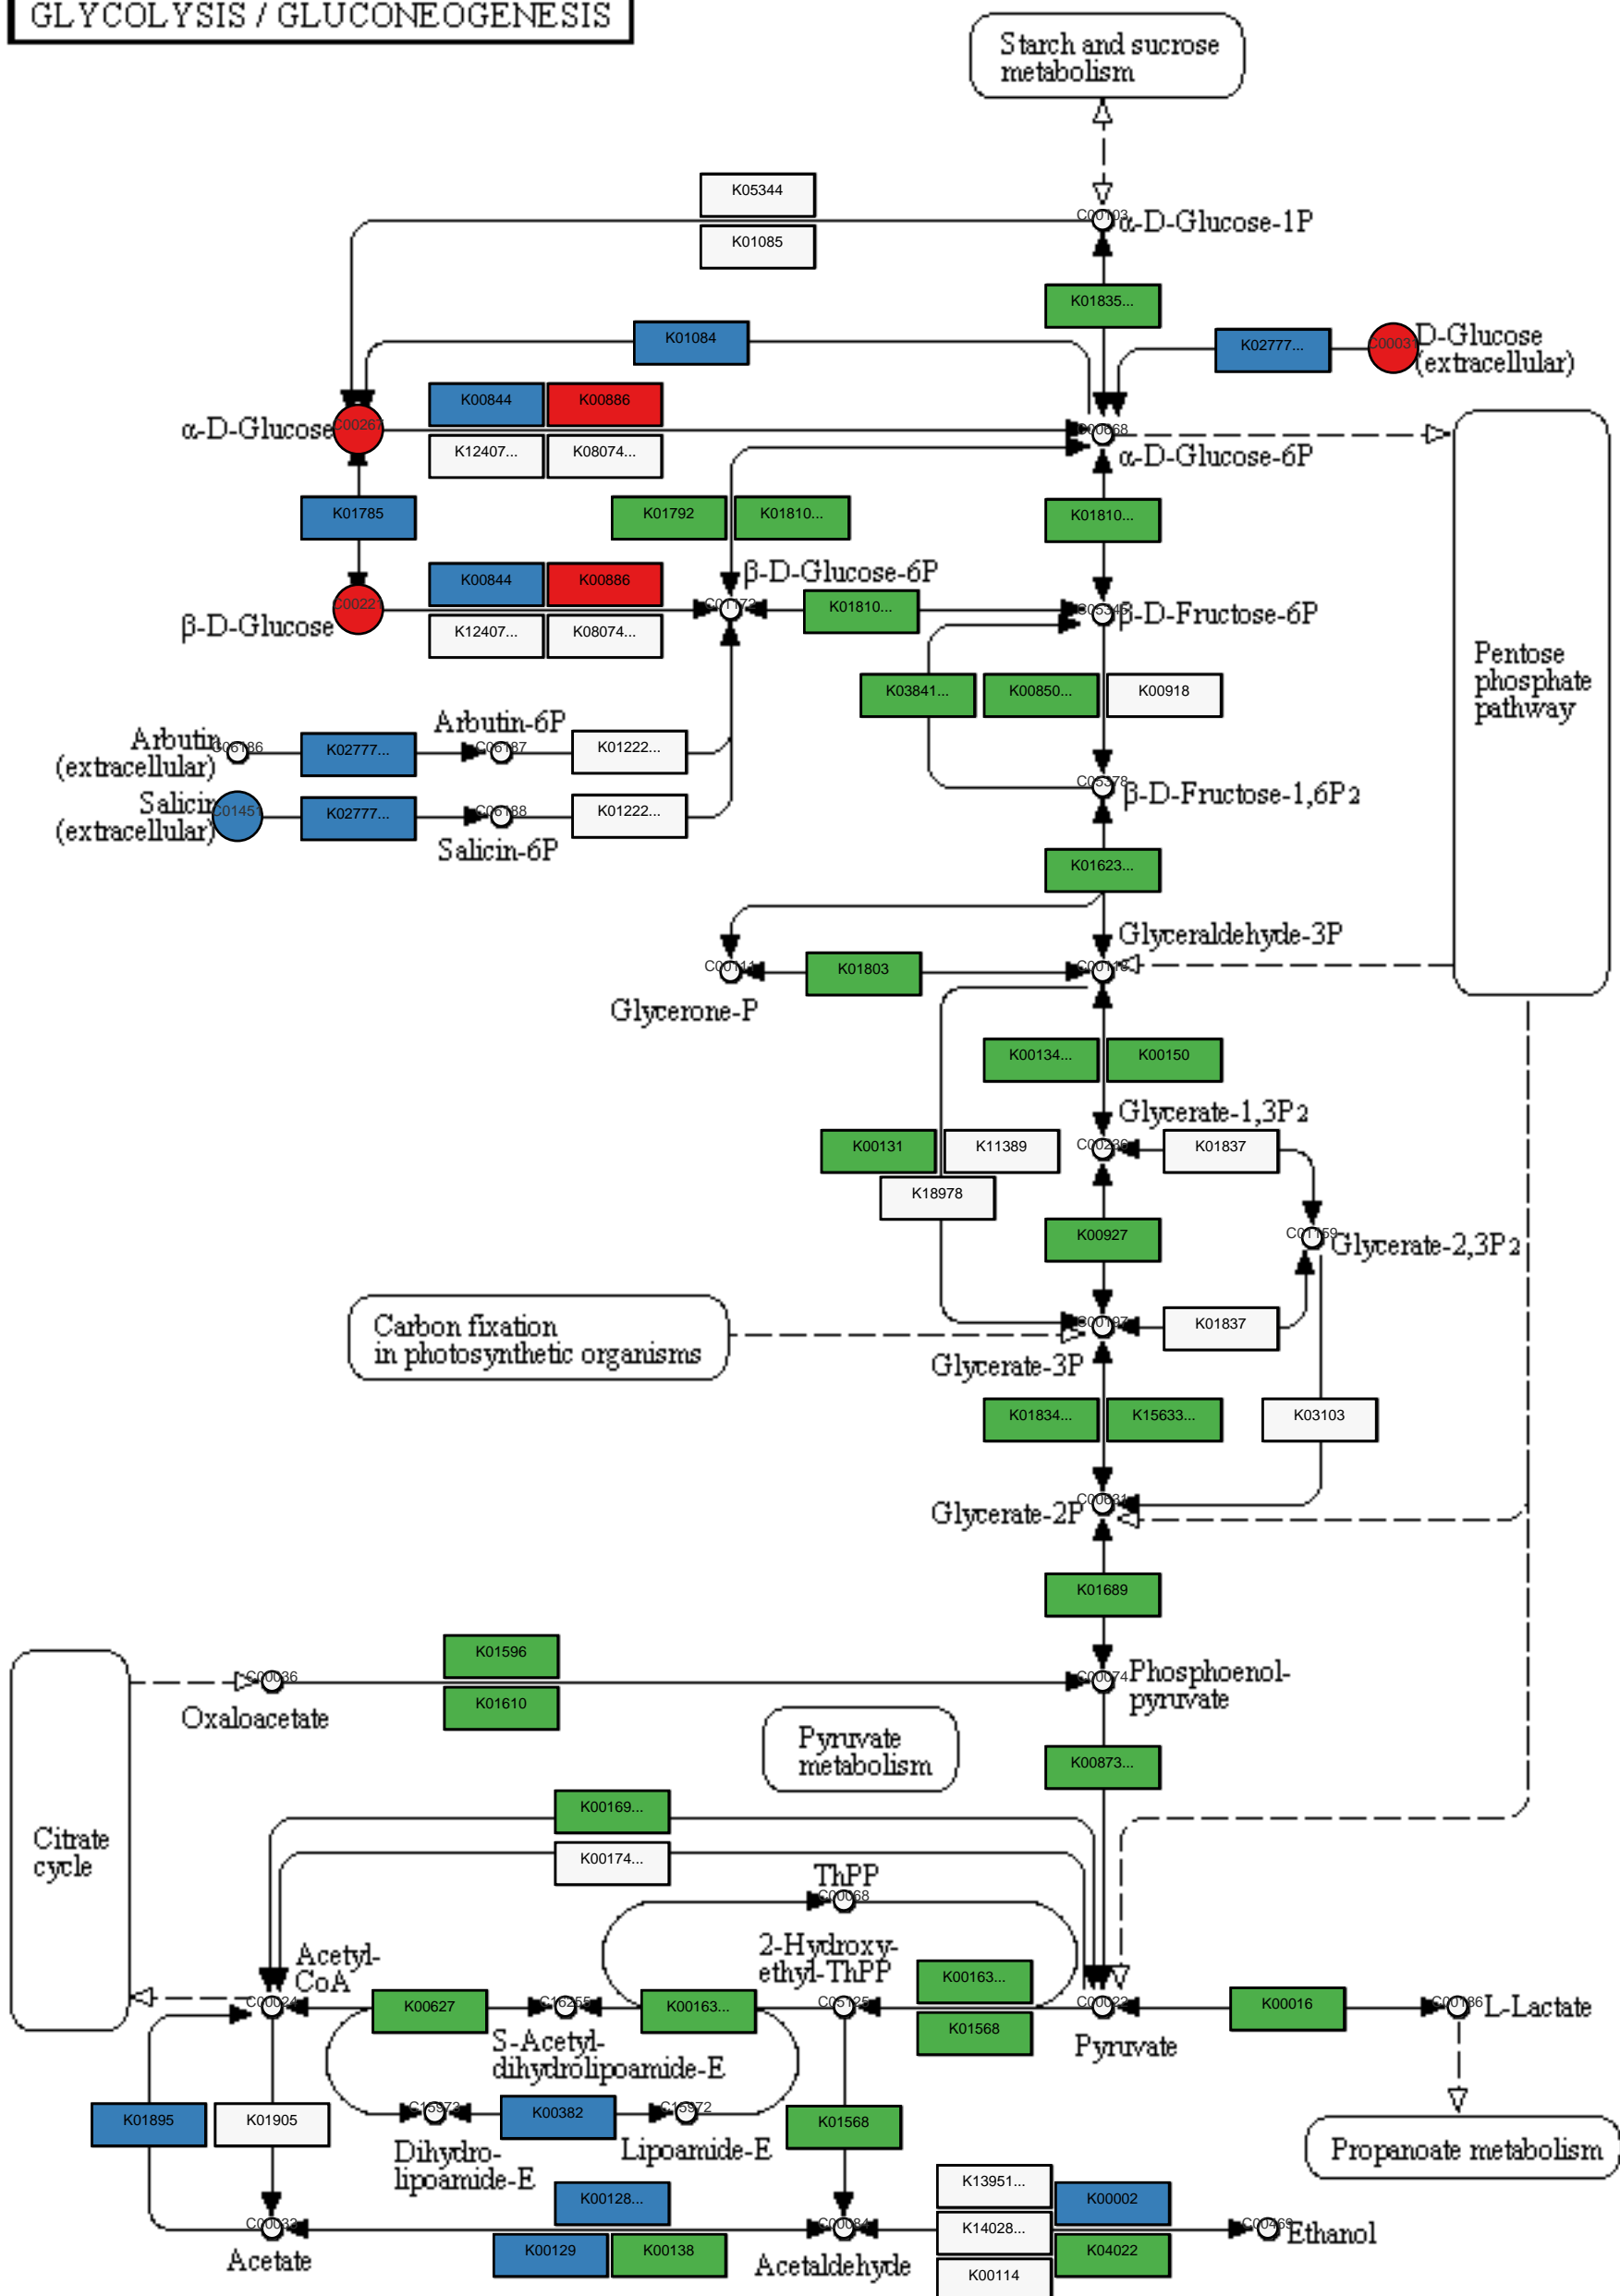 GLYCOLYSIS / GLUCONEOGENESIS
Starch and sucrose
metabolism
K05344
C00103
α-D-Glucose-1P
K01085
K01835...
K01084
K02777...
C00031
D-Glucose
(extracellular)
K00844
K00886
α-D-Glucose
C00267
C00668
K12407...
K08074...
α-D-Glucose-6P
K01785
K01792
K01810...
K01810...
K00844
K00886
β-D-Glucose-6P
C00221
C01172
K01810...
C05345
β-D-Fructose-6P
β-D-Glucose
K12407...
K08074...
Pentose
phosphate
pathway
K03841...
K00850...
K00918
Arbutin-6P
Arbutin
(extracellular)
C06186
K02777...
C06187
K01222...
C05378
β-D-Fructose-1,6P2
Salicin
(extracellular)
C01451
K02777...
C06188
K01222...
Salicin-6P
K01623...
Glyceraldehyde-3P
C00111
K01803
C00118
Glycerone-P
K00134...
K00150
Glycerate-1,3P2
K00131
K11389
C00236
K01837
K18978
K00927
C01159
Glycerate-2,3P2
Carbon fixation
in photosynthetic organisms
C00197
K01837
Glycerate-3P
K01834...
K15633...
K03103
C00631
Glycerate-2P
K01689
K01596
C00036
C00074
Phosphoenol-
pyruvate
Oxaloacetate
K01610
Pyruvate
metabolism
K00873...
K00169...
Citrate
cycle
K00174...
ThPP
C00068
Acetyl-
CoA
2-Hydroxy-
ethyl-ThPP
K00163...
C00024
K00627
C16255
K00163...
C05125
C00022
K00016
C00186
L-Lactate
K01568
Pyruvate
S-Acetyl-
dihydrolipoamide-E
K01895
K01905
C15973
K00382
C15972
K01568
Dihydro-
lipoamide-E
Lipoamide-E
Propanoate metabolism
K13951...
K00128...
K00002
C00033
C00084
K14028...
C00469
Ethanol
Acetate
K00129
K00138
Acetaldehyde
K04022
K00114